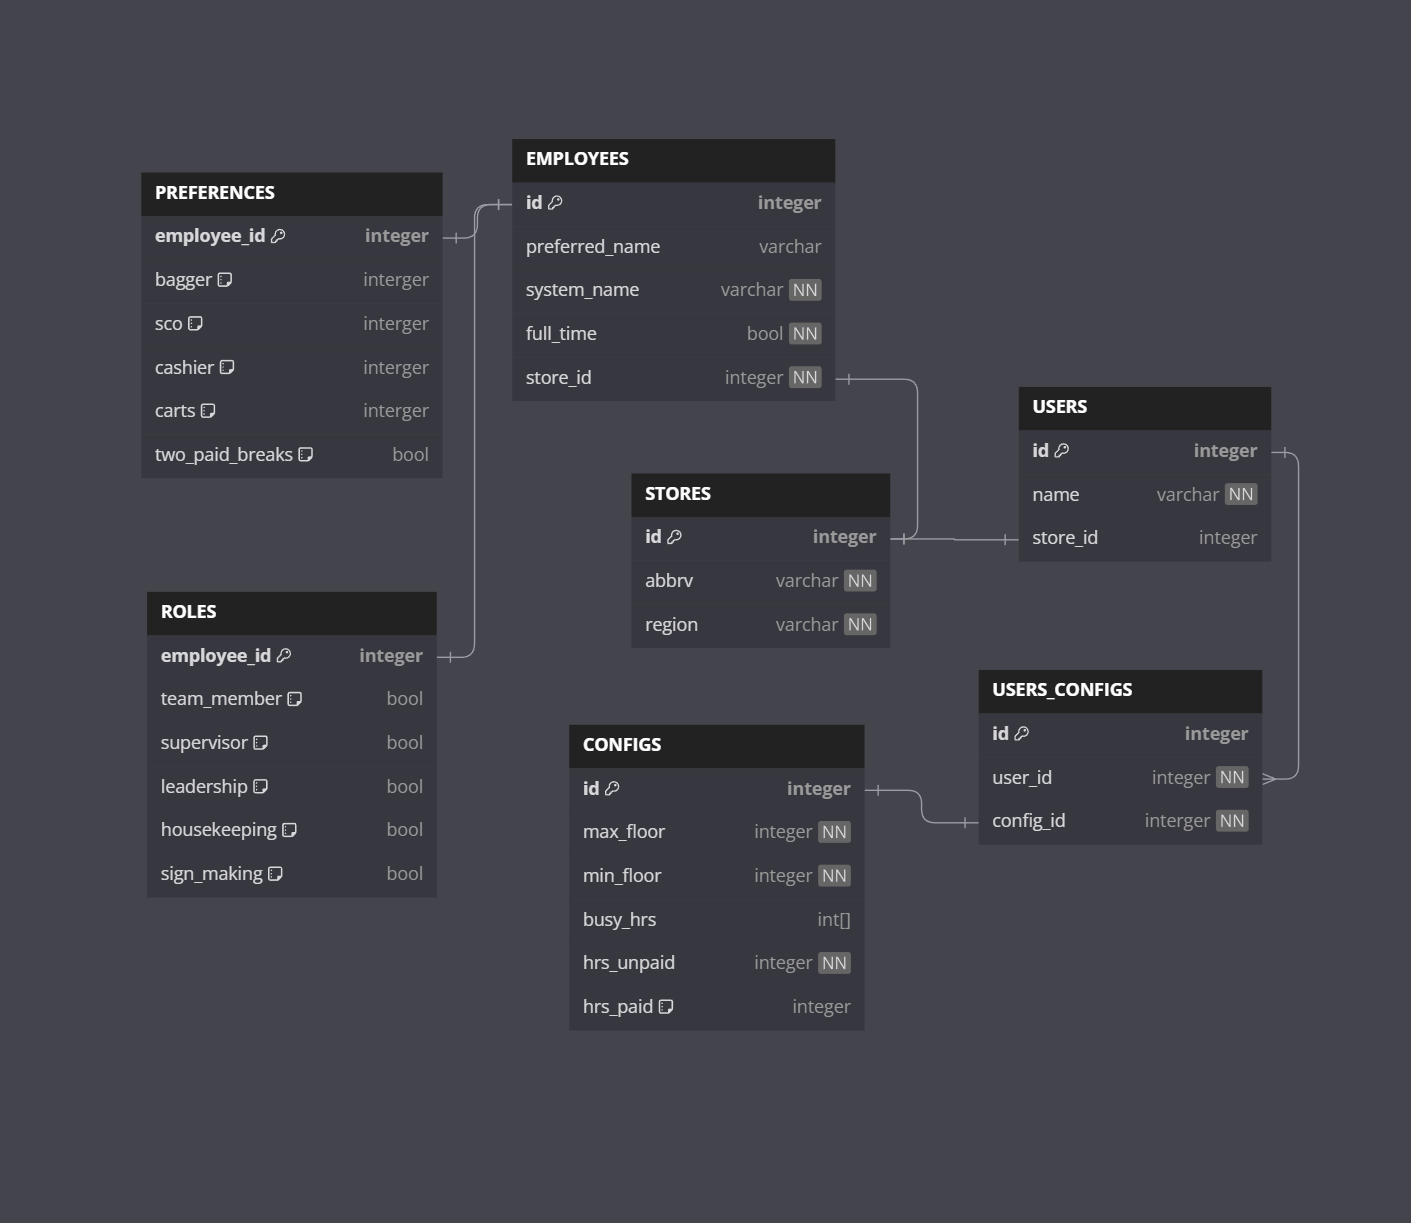 PREFERENCES
employee_id integer
bagger interger
sco interger
cashier interger
carts interger
two_paid_breaks bool
EMPLOYEES
id integer
preferred_name varchar
system_name varchar NN
full_time bool NN
store_id integer NN
USERS
id integer
name varchar NN
store_id integer
STORES
id integer
abbrv varchar NN
region varchar NN
ROLES
employee_id integer
team_member bool
supervisor bool
leadership bool
housekeeping bool
sign_making bool
USERS_CONFIGS
id integer
user_id integer NN
config_id interger NN
CONFIGS
id integer
max_floor integer NN
min_floor integer NN
busy_hrs int[]
hrs_unpaid integer NN
hrs_paid integer